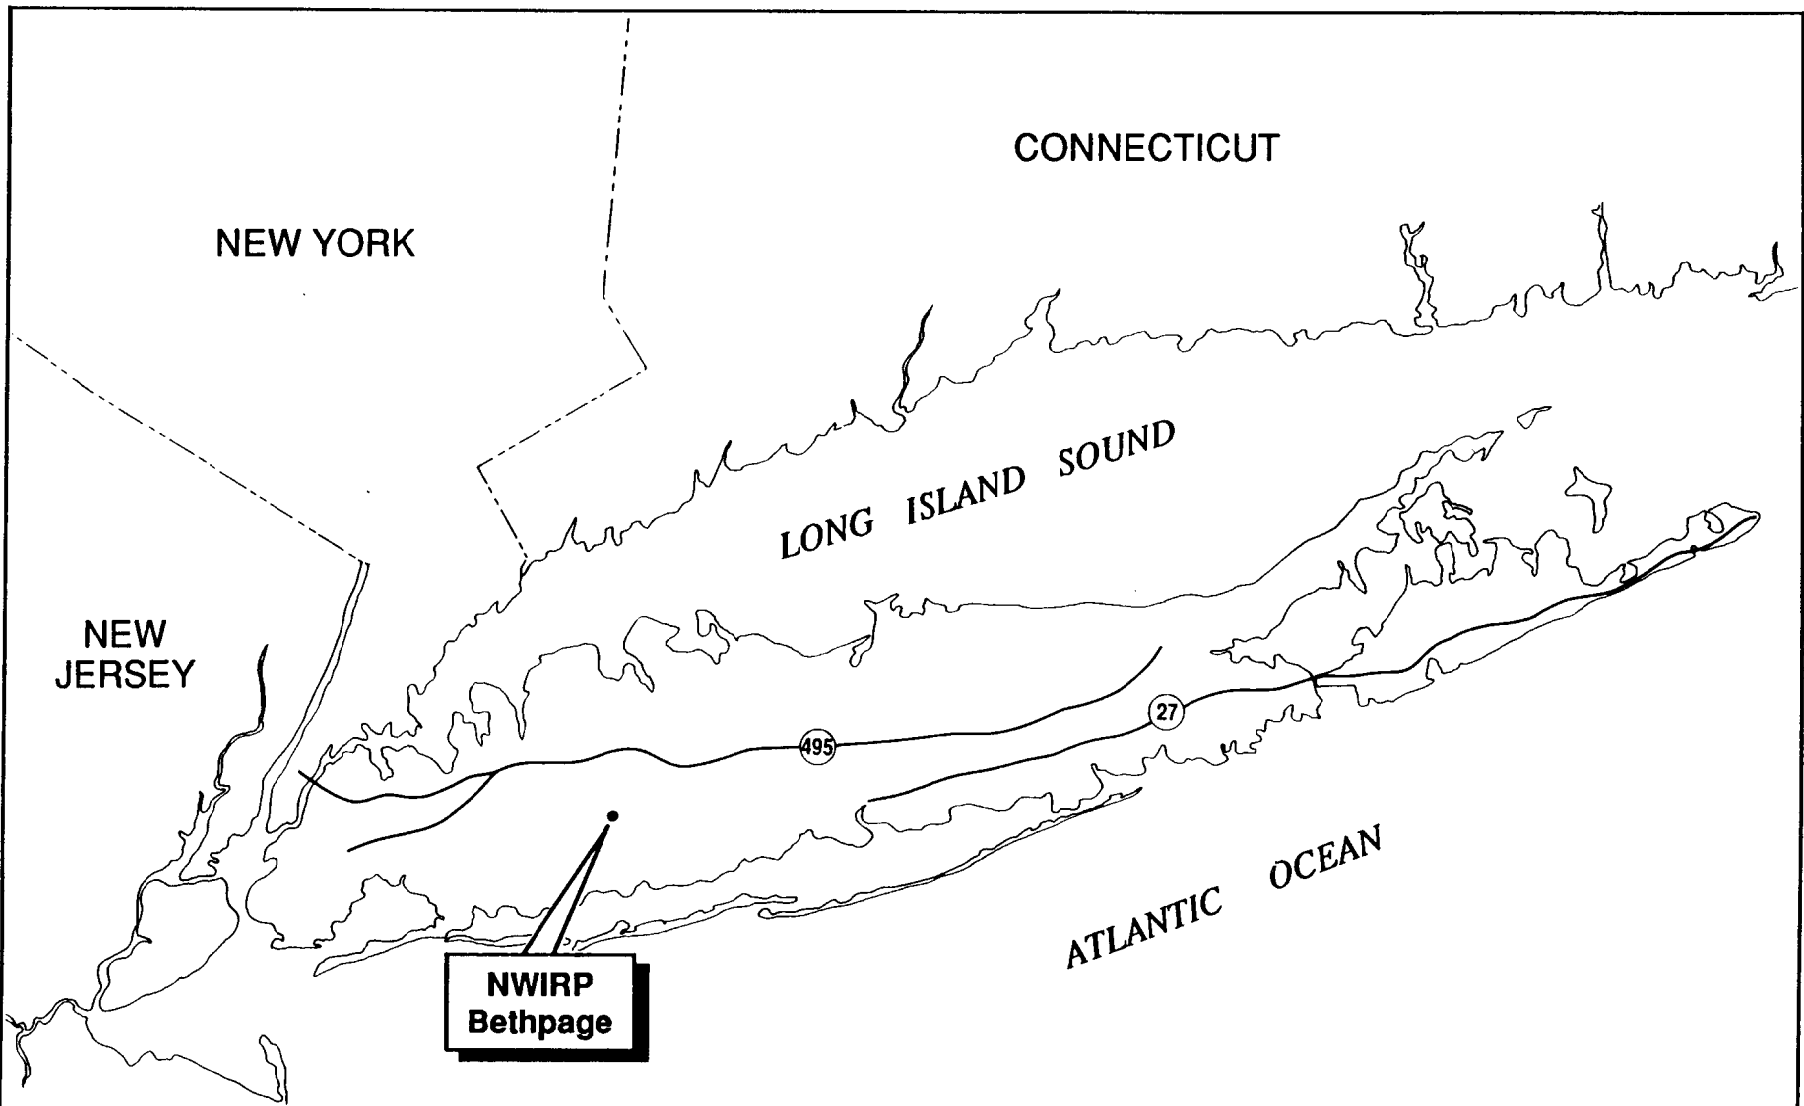 CONNECTICUT
NEW YORK
LONG ISLAND SOUND
NEW
JERSEY
27
495
ATLANTIC OCEAN
NWIRP
Bethpage